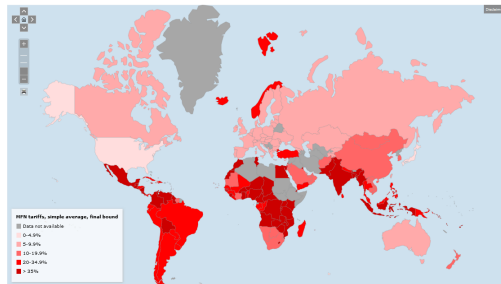 MFN tariffs, simple average, final bound
Data not available
0-4.9%
5-9.9%
10-19.9%
20-34.9%
> 35%